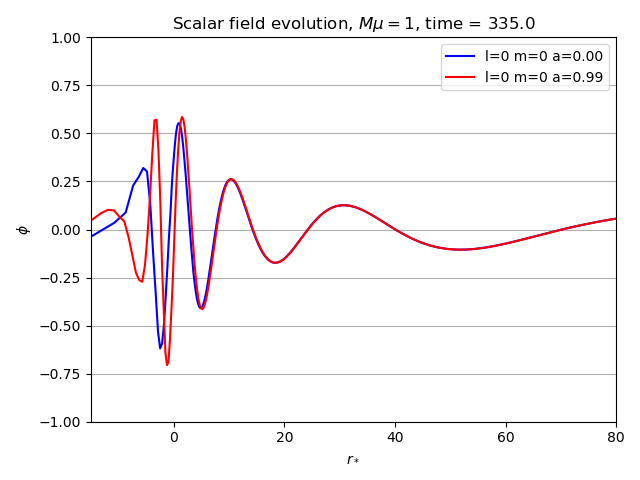 Scalar field evolution, $M\mu = 1$, time = 335.0
l=0 m=0 a=0.00
l=0 m=0 a=0.99
1.00
0.75
0.50
0.25
0.00
−0.25
−0.50
−0.75
−1.00
ϕ
0 20 40 60 80
r*